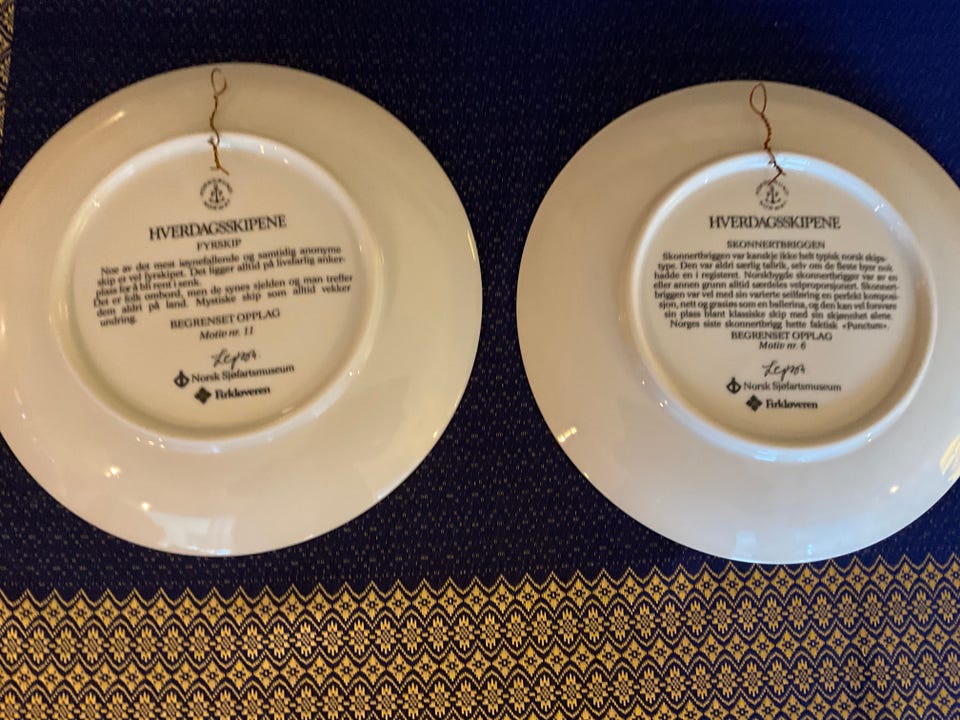 HVERDAGSSKIPENE
FYRSKIP
Noe av det mest iøynefallende og samtidig anonyme
skip er vel fyrskipet. Det ligger alltid på livsfarlig anker-
plass for å bli rent i senk.
Det er folk ombord, men de synes sjelden og man treffer
dem aldri på land. Mystiske skip som alltid vekker
undring.
BEGRENSET OPPLAG
Motiv nr. 11
Norsk Sjøfartsmuseum
Firkløveren
HVERDAGSSKIPENE
SKONNERTBRIGGEN
Skonnertbriggen var kanskje ikke helt typisk norsk skips-
type. Den var aldri særlig tallrik, selv om de fleste byer nok
hadde en i registeret. Norskbygde skonnertbrigger var av en
eller annen grunn alltid særdeles velproporsjonert. Skonnert-
briggen var vel med sin varierte seilføring en perfekt komposi-
sjon, nett og grasiøs som en ballerina, og den kan vel forsvare
sin plass blant klassiske skip med sin skjønnhet alene.
Norges siste skonnertbrigg hette faktisk «Punctum».
BEGRENSET OPPLAG
Motiv nr. 6
Norsk Sjøfartsmuseum
Firkløveren